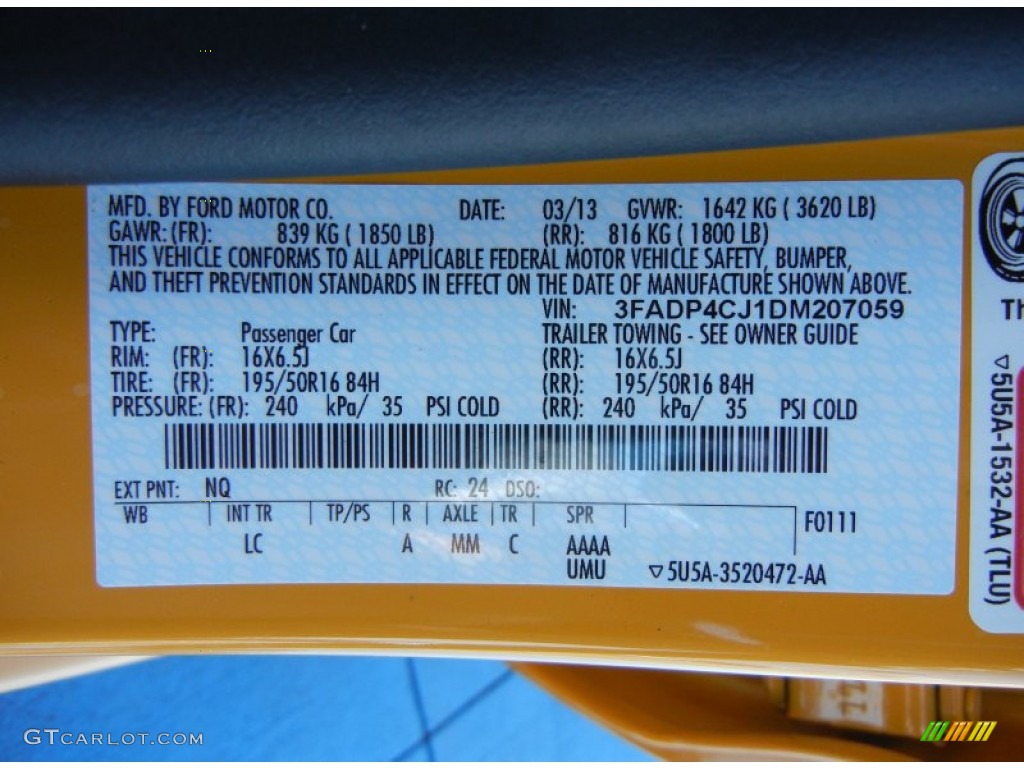 MFD. BY FORD MOTOR CO. DATE: 03/13 GVWR: 1642 KG ( 3620 LB)
GAWR: (FR): 839 KG ( 1850 LB) (RR): 816 KG ( 1800 LB)
THIS VEHICLE CONFORMS TO ALL APPLICABLE FEDERAL MOTOR VEHICLE SAFETY, BUMPER,
AND THEFT PREVENTION STANDARDS IN EFFECT ON THE DATE OF MANUFACTURE SHOWN ABOVE.
VIN: 3FADP4CJ1DM207059
TYPE: Passenger Car TRAILER TOWING - SEE OWNER GUIDE
RIM: (FR): 16X6.5J (RR): 16X6.5J
TIRE: (FR): 195/50R16 84H (RR): 195/50R16 84H
PRESSURE: (FR): 240 kPa/ 35 PSI COLD (RR): 240 kPa/ 35 PSI COLD
EXT PNT: NQ RC: 24 DSO:
WB INT TR TP/PS R AXLE TR SPR F0111
LC A MM C AAAA
UMU ▽5U5A-3520472-AA
Th
▽5U5A-1532-AA (TLU)
GTCARLOT.COM